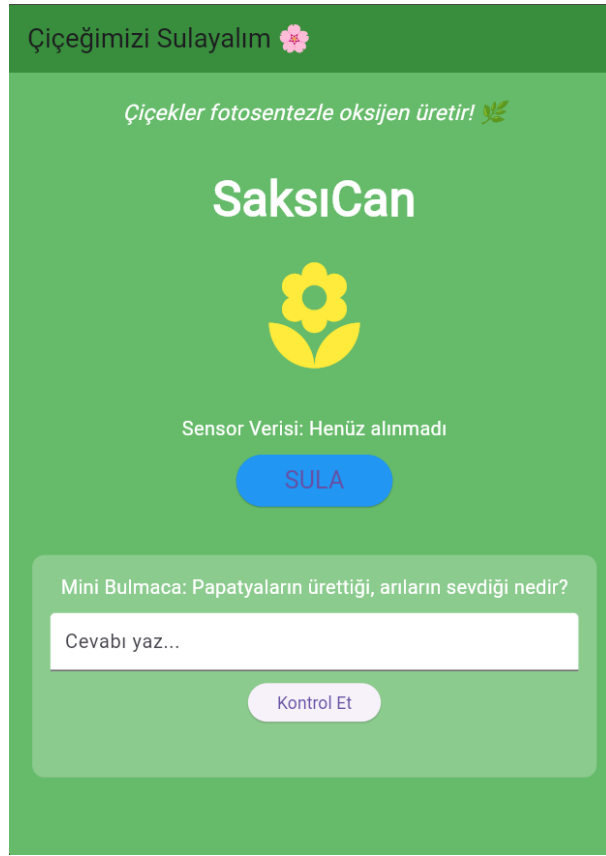 Çiçeğimizi Sulayalım 🌸
Çiçekler fotosentezle oksijen üretir! 🌿
SaksıCan
Sensor Verisi: Henüz alınmadı
SULA
Mini Bulmaca: Papatyaların ürettiği, arıların sevdiği nedir?
Cevabı yaz...
Kontrol Et